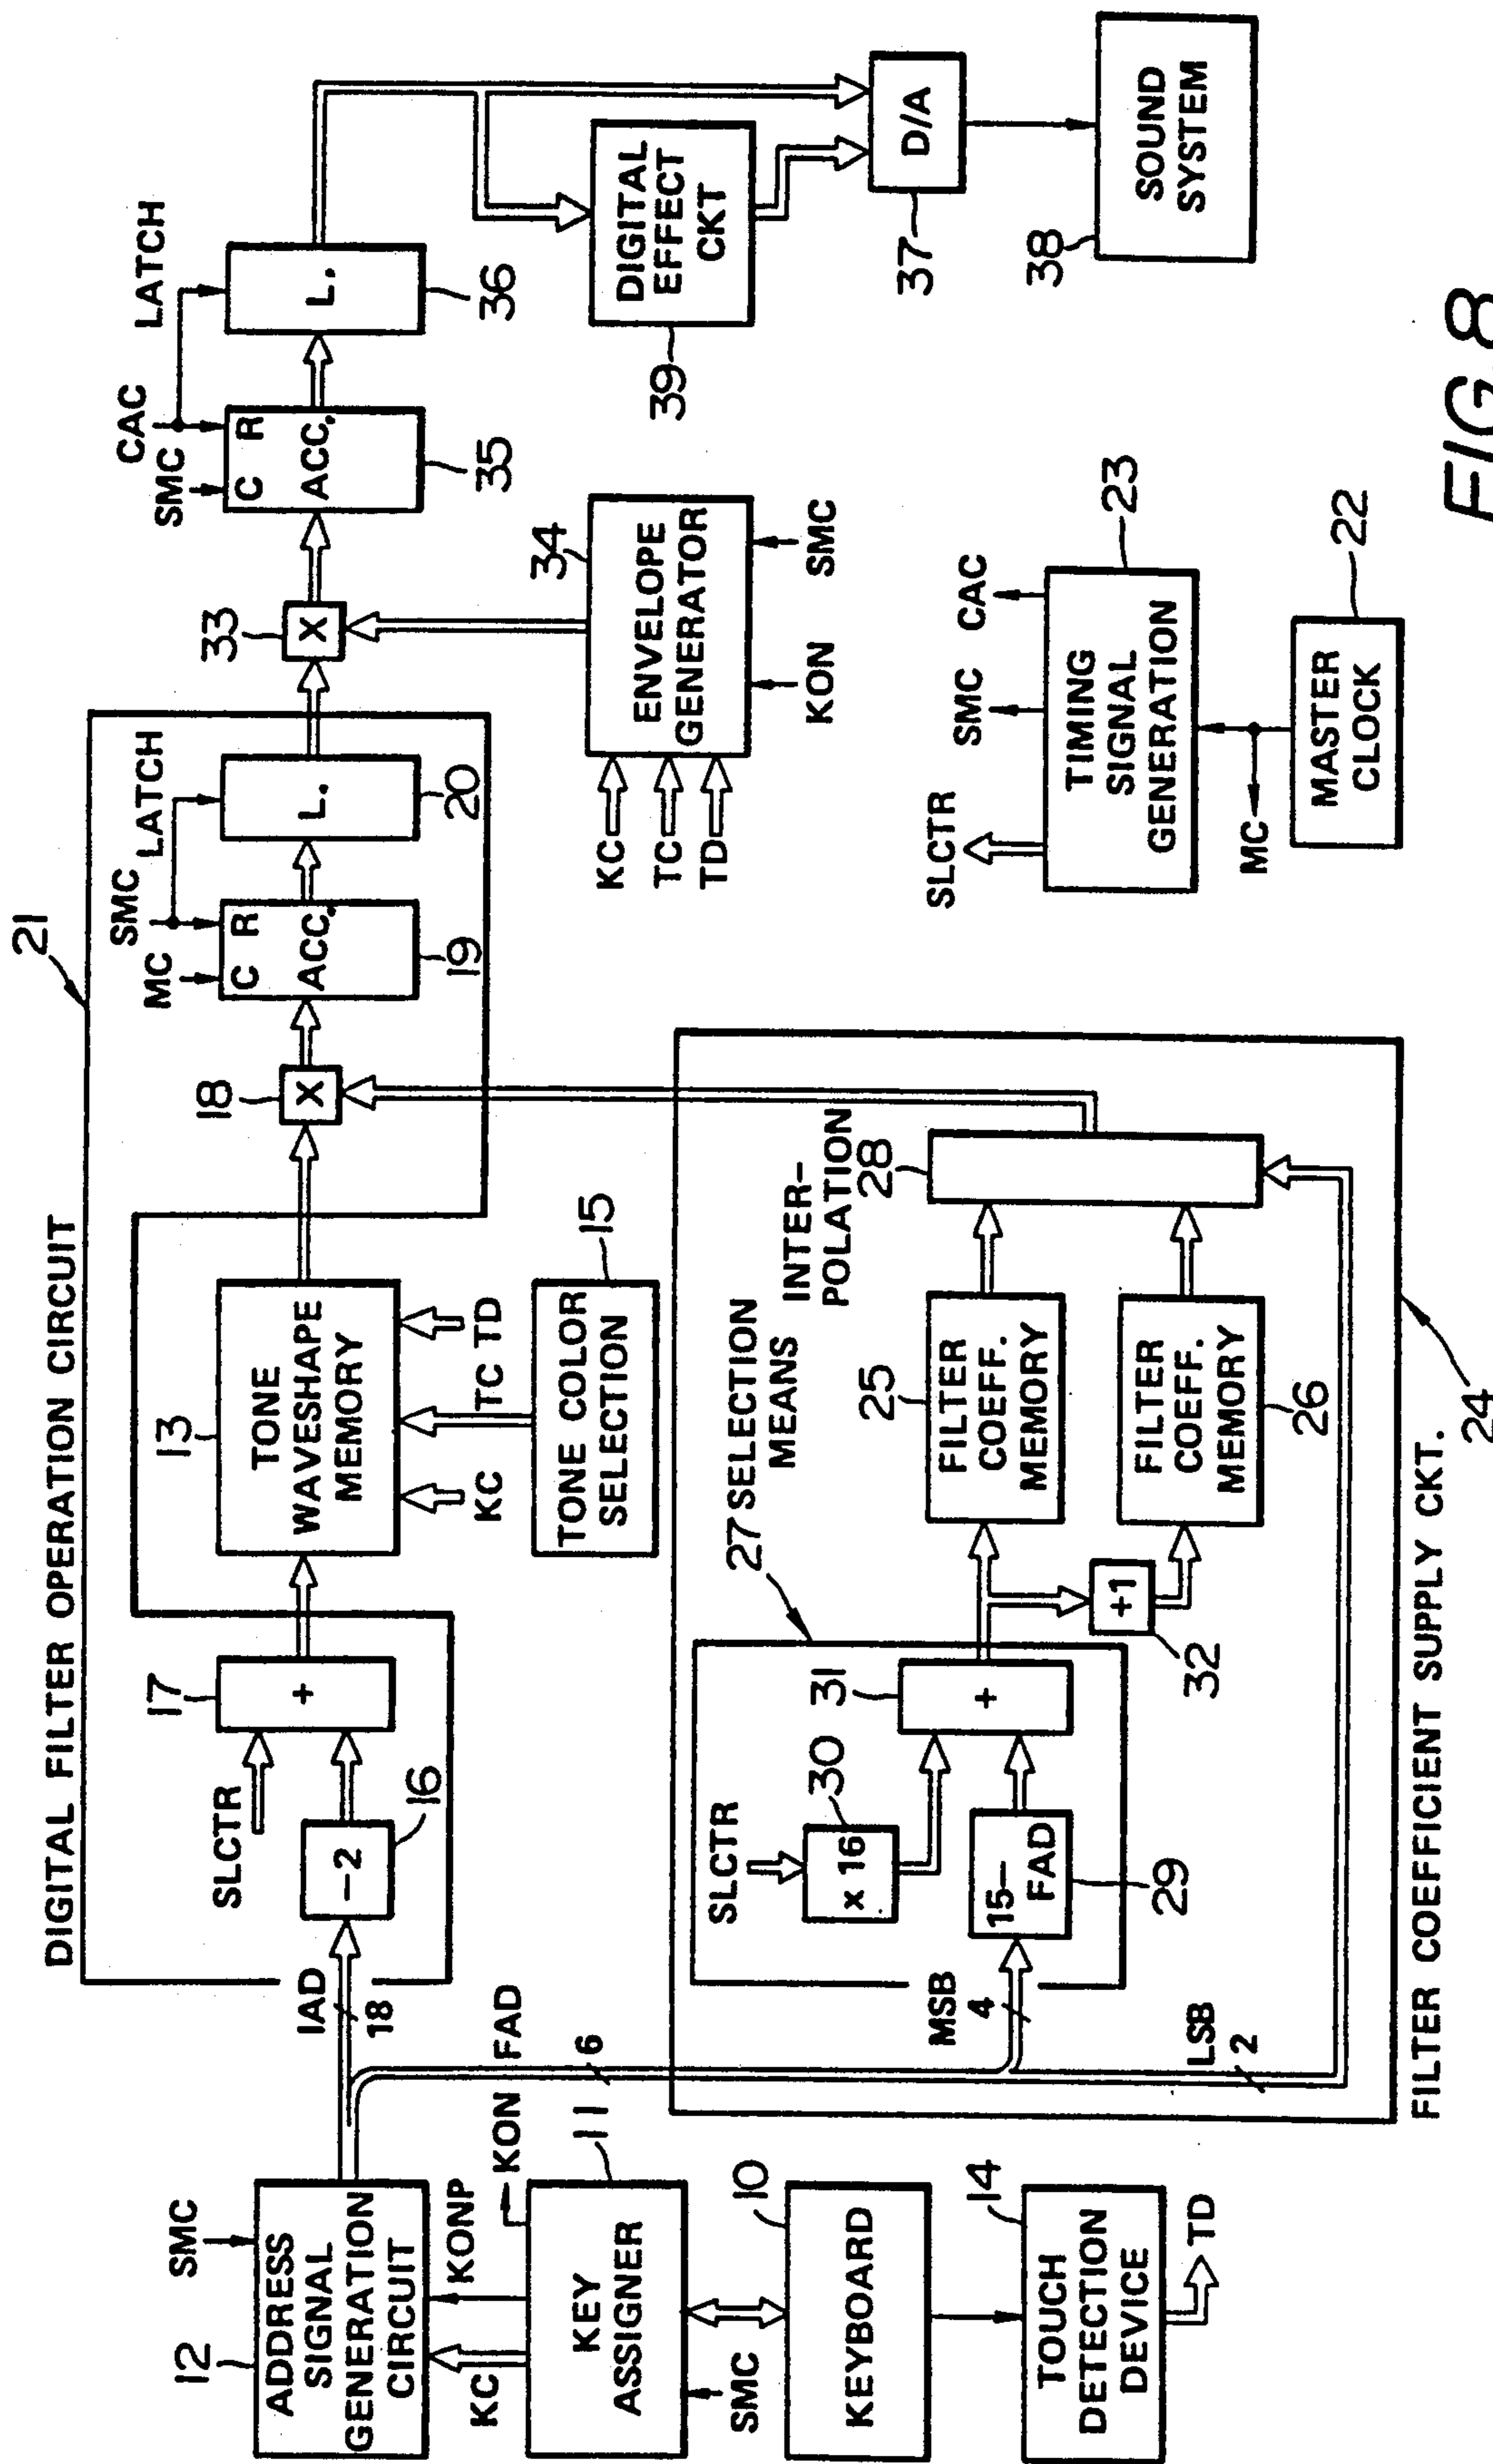 DIGITAL FILTER OPERATION CIRCUIT
21
SMC
12
ADDRESS
SIGNAL
GENERATION
CIRCUIT
IAD
18
SLCTR
-2
16
17
+
13
TONE
WAVESHAPE
MEMORY
KC
TC
TD
15
TONE COLOR
SELECTION
18
X
MC
SMC
LATCH
C
R
ACC.
19
L.
20
33
X
SMC
CAC
LATCH
C
R
ACC.
35
L.
36
KC
KONP
KON
FAD
6
11
KEY
ASSIGNER
SMC
10
KEYBOARD
14
TOUCH
DETECTION
DEVICE
TD
MSB
4
LSB
2
SLCTR
x 16
30
15-
FAD
29
31
+
27 SELECTION
MEANS
+1
32
25
FILTER
COEFF.
MEMORY
FILTER
COEFF.
MEMORY
26
INTER-
POLATION
28
FILTER COEFFICIENT SUPPLY CKT.
24
34
ENVELOPE
GENERATOR
KC
TC
TD
KON
SMC
SLCTR
SMC
CAC
23
TIMING
SIGNAL
GENERATION
MC
22
MASTER
CLOCK
39
DIGITAL
EFFECT
CKT
37
D/A
38
SOUND
SYSTEM
FIG.8